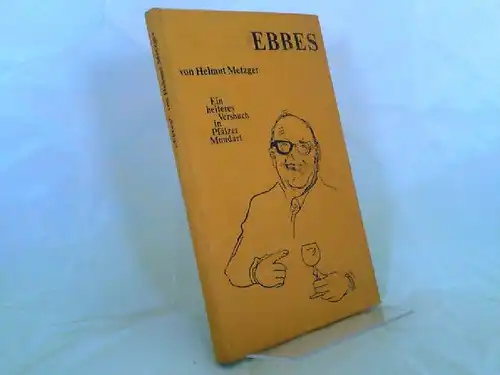 EBBES
von Helmut Metzger
Ein
heiteres
Versbuch
in
Pfälzer
Mundart